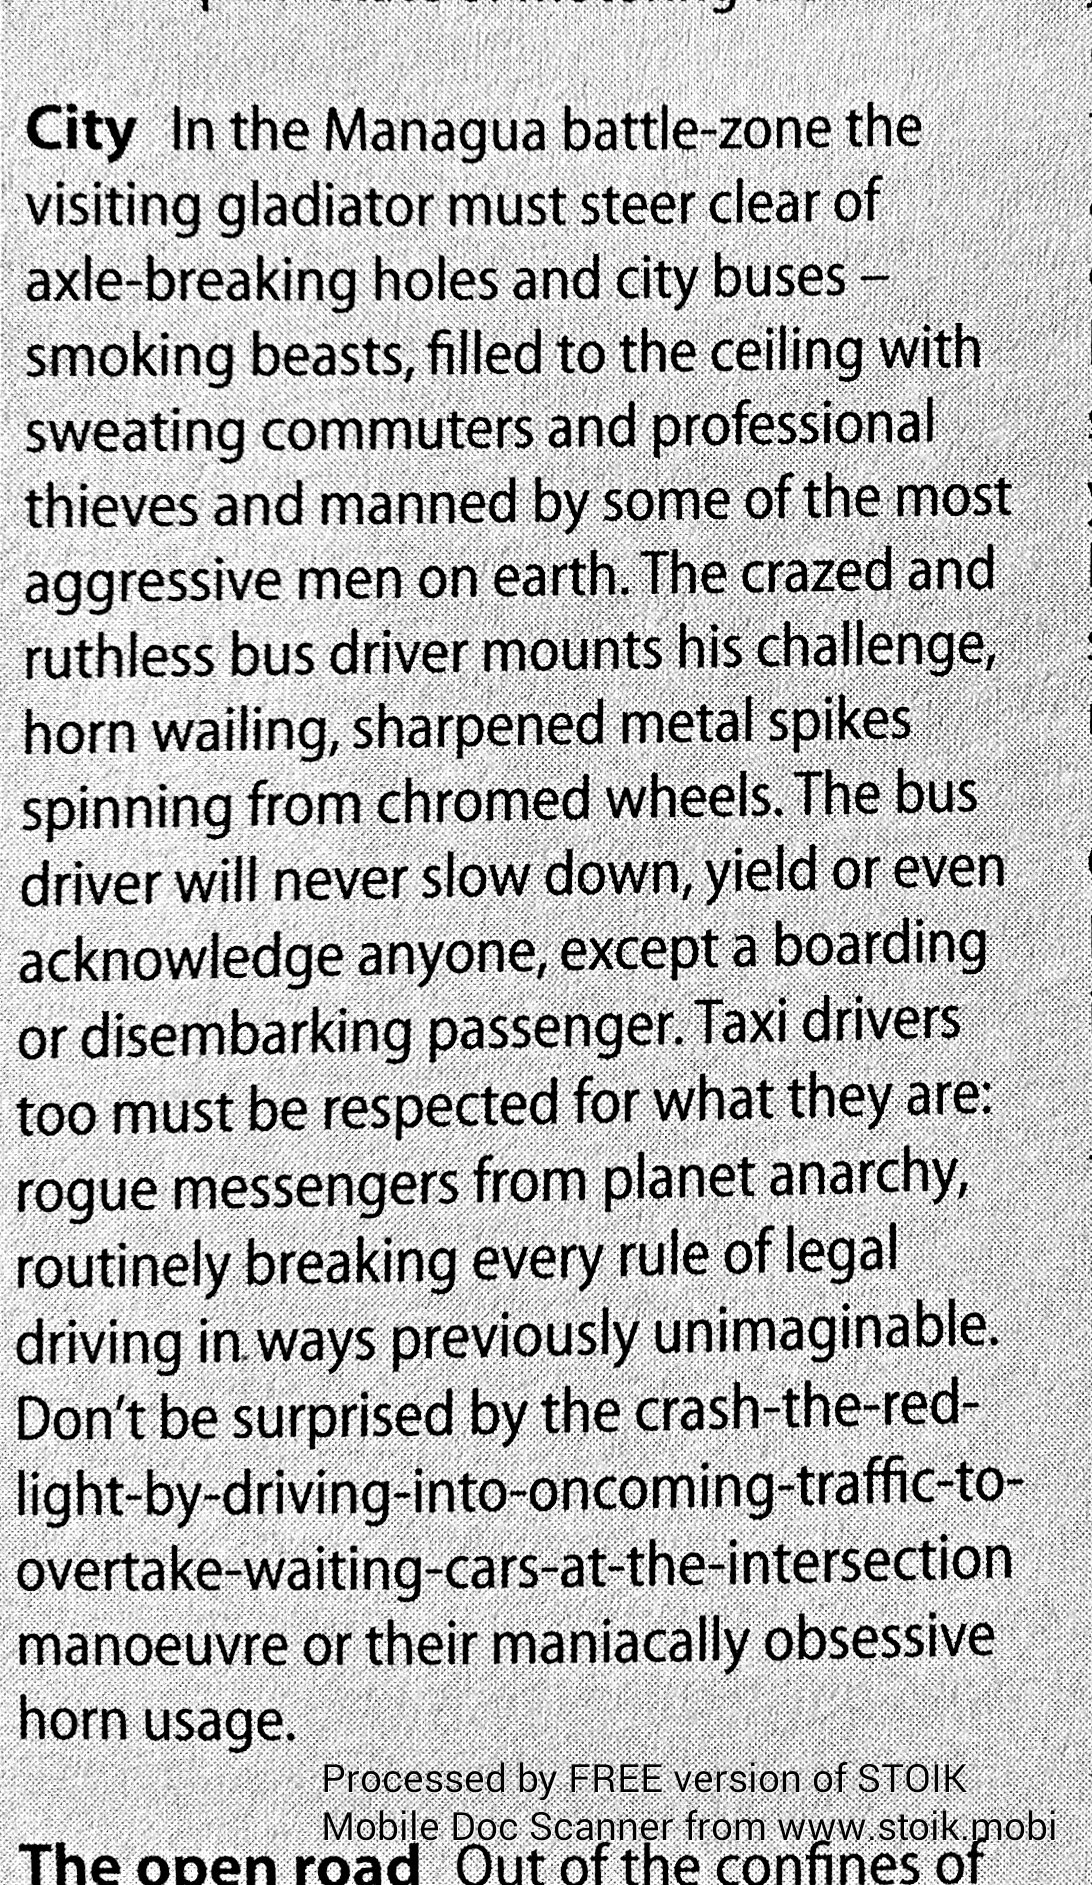 City In the Managua battle-zone the
visiting gladiator must steer clear of
axle-breaking holes and city buses –
smoking beasts, filled to the ceiling with
sweating commuters and professional
thieves and manned by some of the most
aggressive men on earth. The crazed and
ruthless bus driver mounts his challenge,
horn wailing, sharpened metal spikes
spinning from chromed wheels. The bus
driver will never slow down, yield or even
acknowledge anyone, except a boarding
or disembarking passenger. Taxi drivers
too must be respected for what they are:
rogue messengers from planet anarchy,
routinely breaking every rule of legal
driving in ways previously unimaginable.
Don't be surprised by the crash-the-red-
light-by-driving-into-oncoming-traffic-to-
overtake-waiting-cars-at-the-intersection
manoeuvre or their maniacally obsessive
horn usage.
Processed by FREE version of STOIK
Mobile Doc Scanner from www.stoik.mobi
The open road Out of the confines of